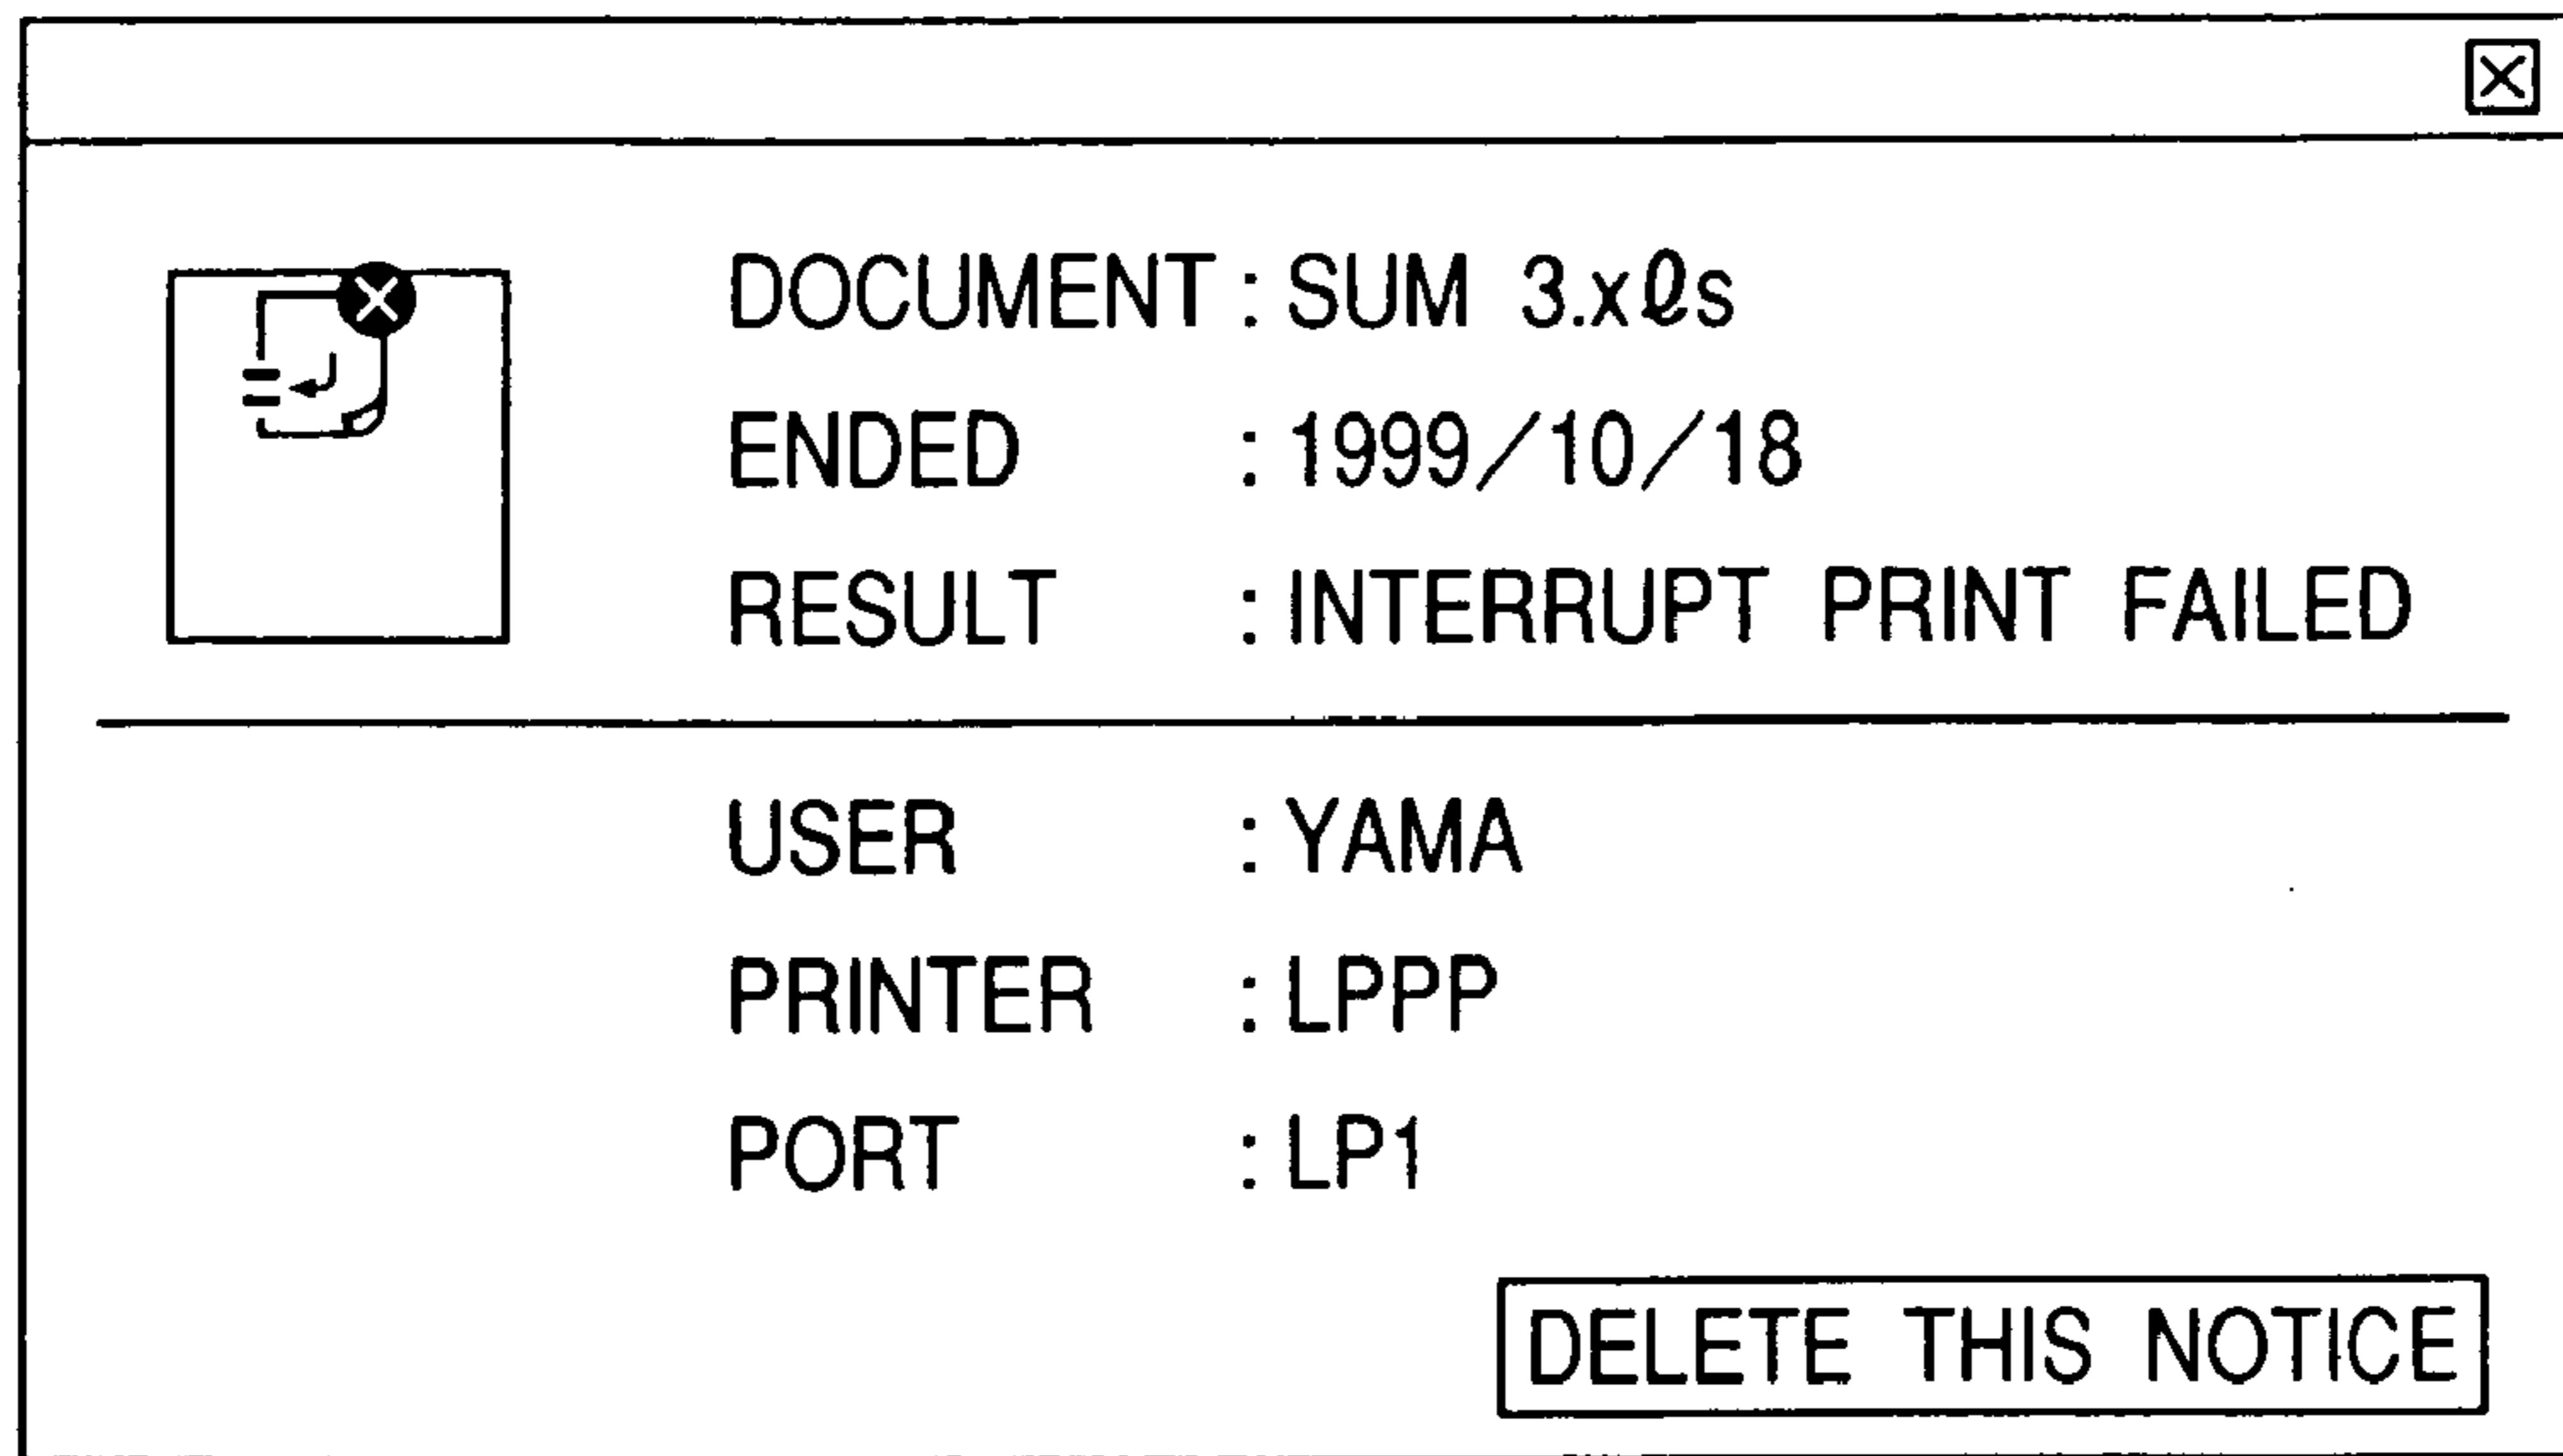 DOCUMENT : SUM 3.xℓs
ENDED : 1999/10/18
RESULT : INTERRUPT PRINT FAILED
USER : YAMA
PRINTER : LPPP
PORT : LP1
DELETE THIS NOTICE